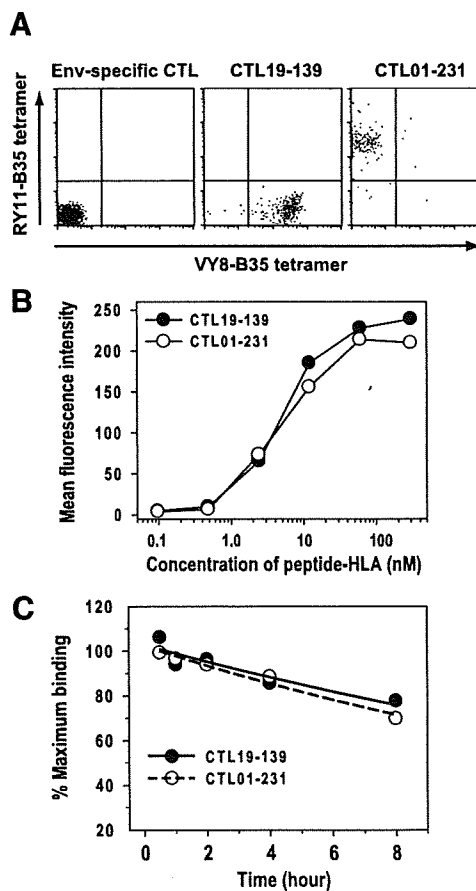 A
Env-specific CTL CTL19-139 CTL01-231
RY11-B35 tetramer
VY8-B35 tetramer
B
Mean fluorescence intensity
250
200
150
100
50
0
CTL19-139
CTL01-231
0.1 1.0 10 100
Concentration of peptide-HLA (nM)
C
% Maximum binding
120
100
80
60
40
20
CTL19-139
CTL01-231
0 2 4 6 8
Time (hour)